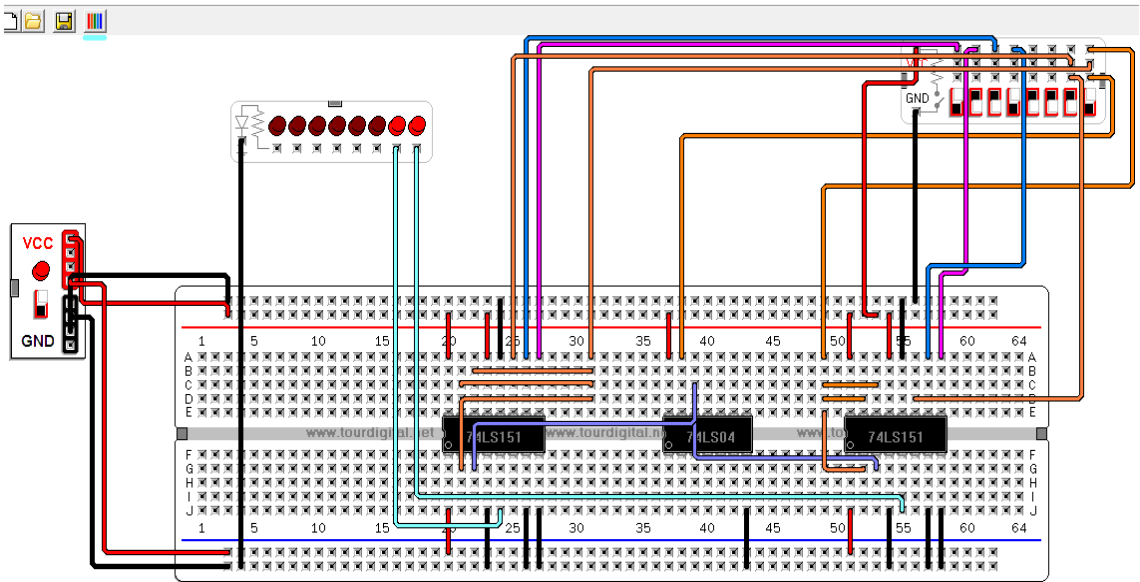 VCC
GND
VCC
GND
1 5 10 15 20 25 30 35 40 45 50 55 60 64
A A
B B
C C
D D
E E
www.tourdigital.net 74LS151 www.tourdigital.n 74LS04 www.to 74LS151
F F
G G
H H
I I
J J
1 5 10 15 20 25 30 35 40 45 50 55 60 64